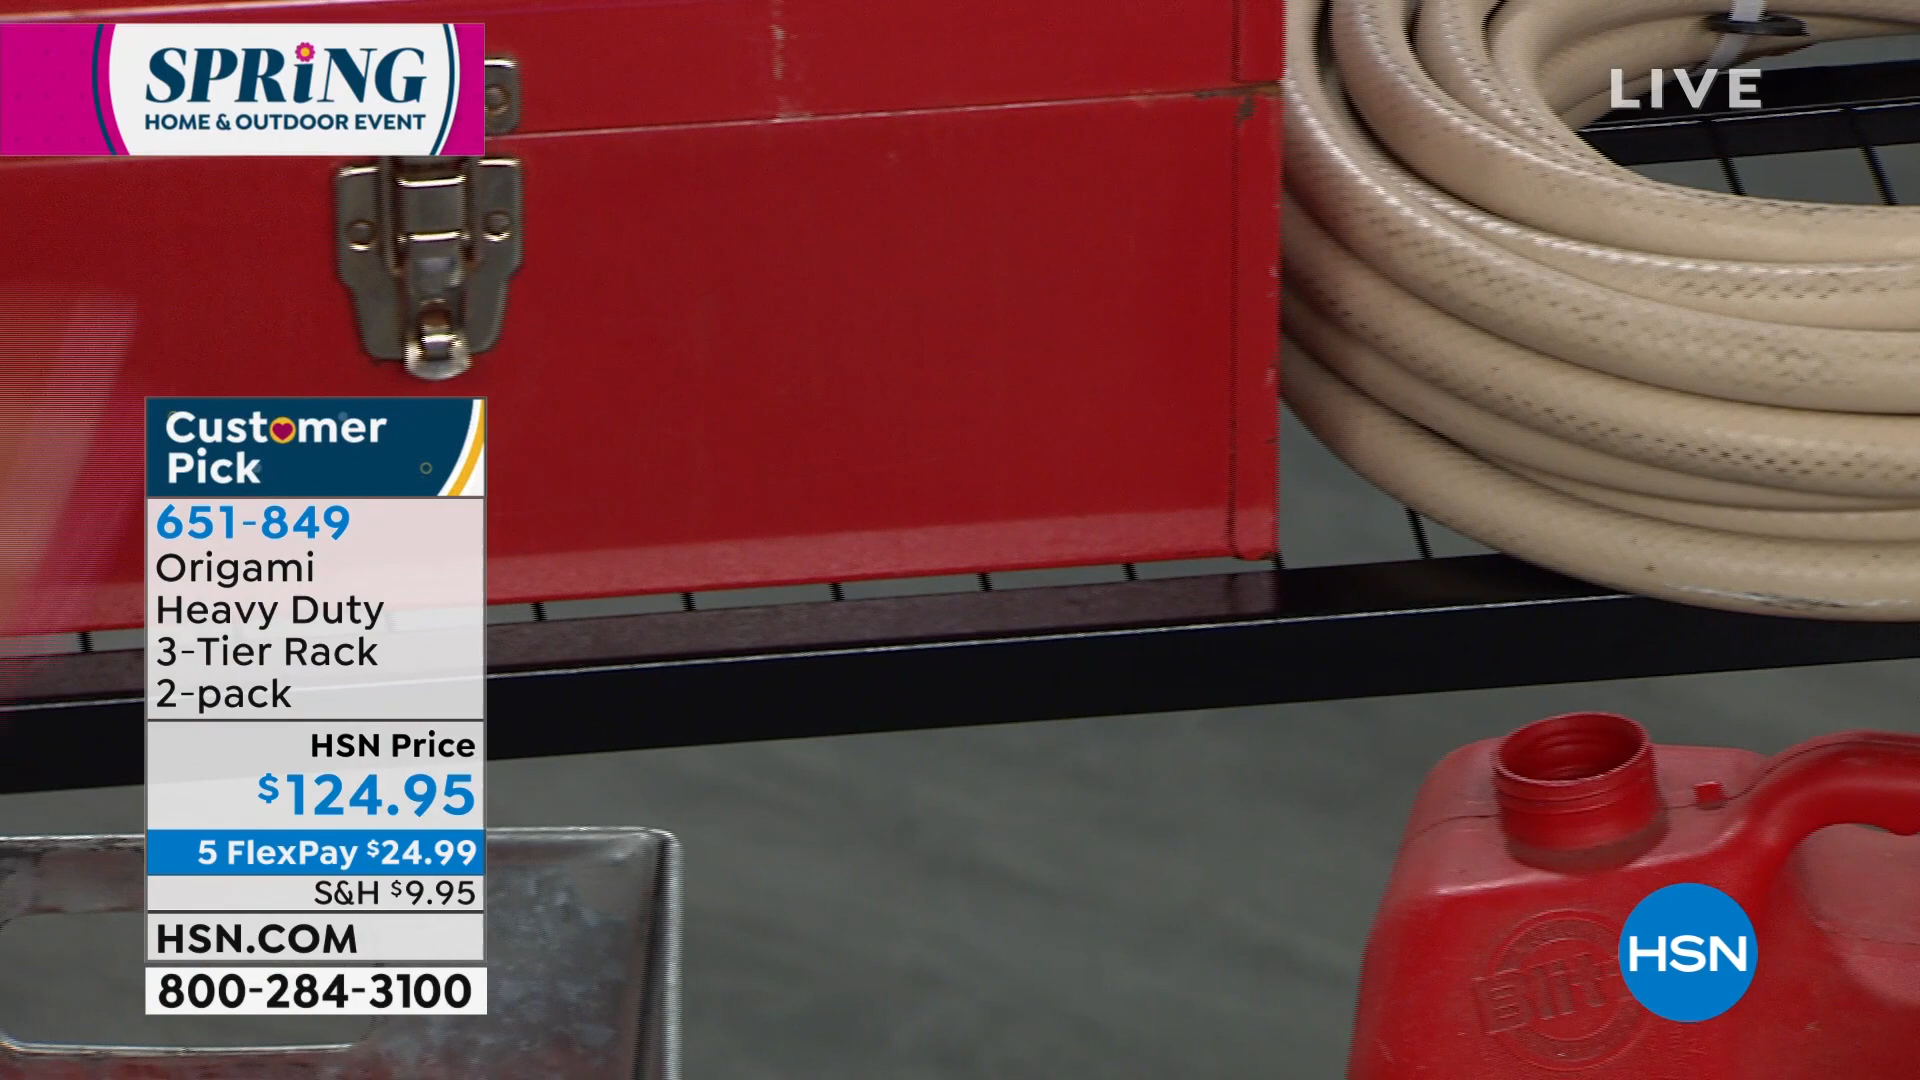 SPRiNG
HOME & OUTDOOR EVENT
LIVE
Customer
Pick
651-849
Origami
Heavy Duty
3-Tier Rack
2-pack
HSN Price
$124.95
5 FlexPay $24.99
S&H $9.95
HSN.COM
800-284-3100
HSN